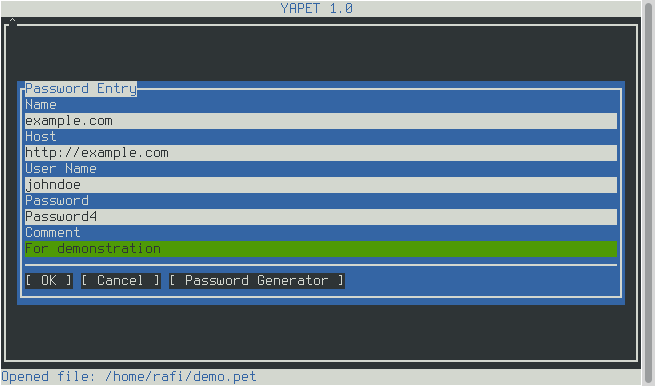 YAPET 1.0
^
Password Entry
Name
example.com
Host
http://example.com
User Name
johndoe
Password
Password4
Comment
For demonstration
[ OK ] [ Cancel ] [ Password Generator ]
Opened file: /home/rafi/demo.pet